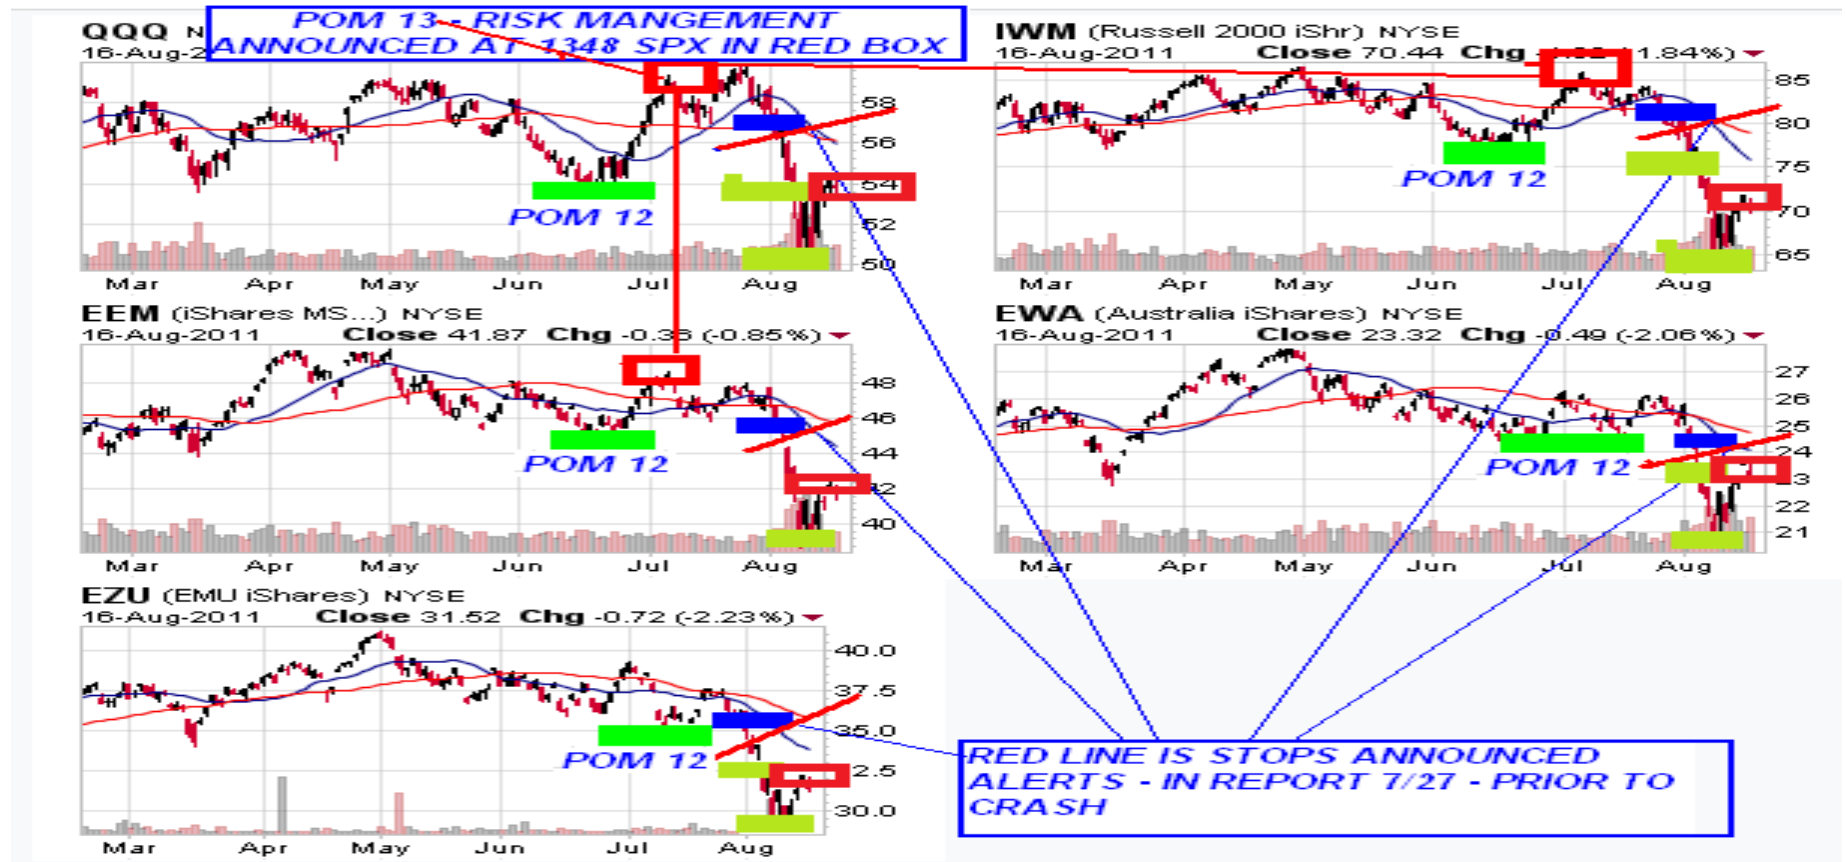 POM 13 - RISK MANGEMENT
ANNOUNCED AT 1348 SPX IN RED BOX
QQQ N
16-Aug-2
58
56
54
52
50
Mar Apr May Jun Jul Aug
POM 12
IWM (Russell 2000 iShr) NYSE
16-Aug-2011 Close 70.44 Chg 1.84%)
85
80
75
70
65
Mar Apr May Jun Jul Aug
POM 12
EEM (iShares MS...) NYSE
16-Aug-2011 Close 41.87 Chg -0.36 (-0.85%)
48
46
44
42
40
Mar Apr May Jun Jul Aug
POM 12
EWA (Australia iShares) NYSE
16-Aug-2011 Close 23.32 Chg -0.49 (-2.06%)
27
26
25
24
23
22
21
Mar Apr May Jun Jul Aug
POM 12
EZU (EMU iShares) NYSE
16-Aug-2011 Close 31.52 Chg -0.72 (-2.23%)
40.0
37.5
35.0
2.5
30.0
Mar Apr May Jun Jul Aug
POM 12
RED LINE IS STOPS ANNOUNCED
ALERTS - IN REPORT 7/27 - PRIOR TO
CRASH